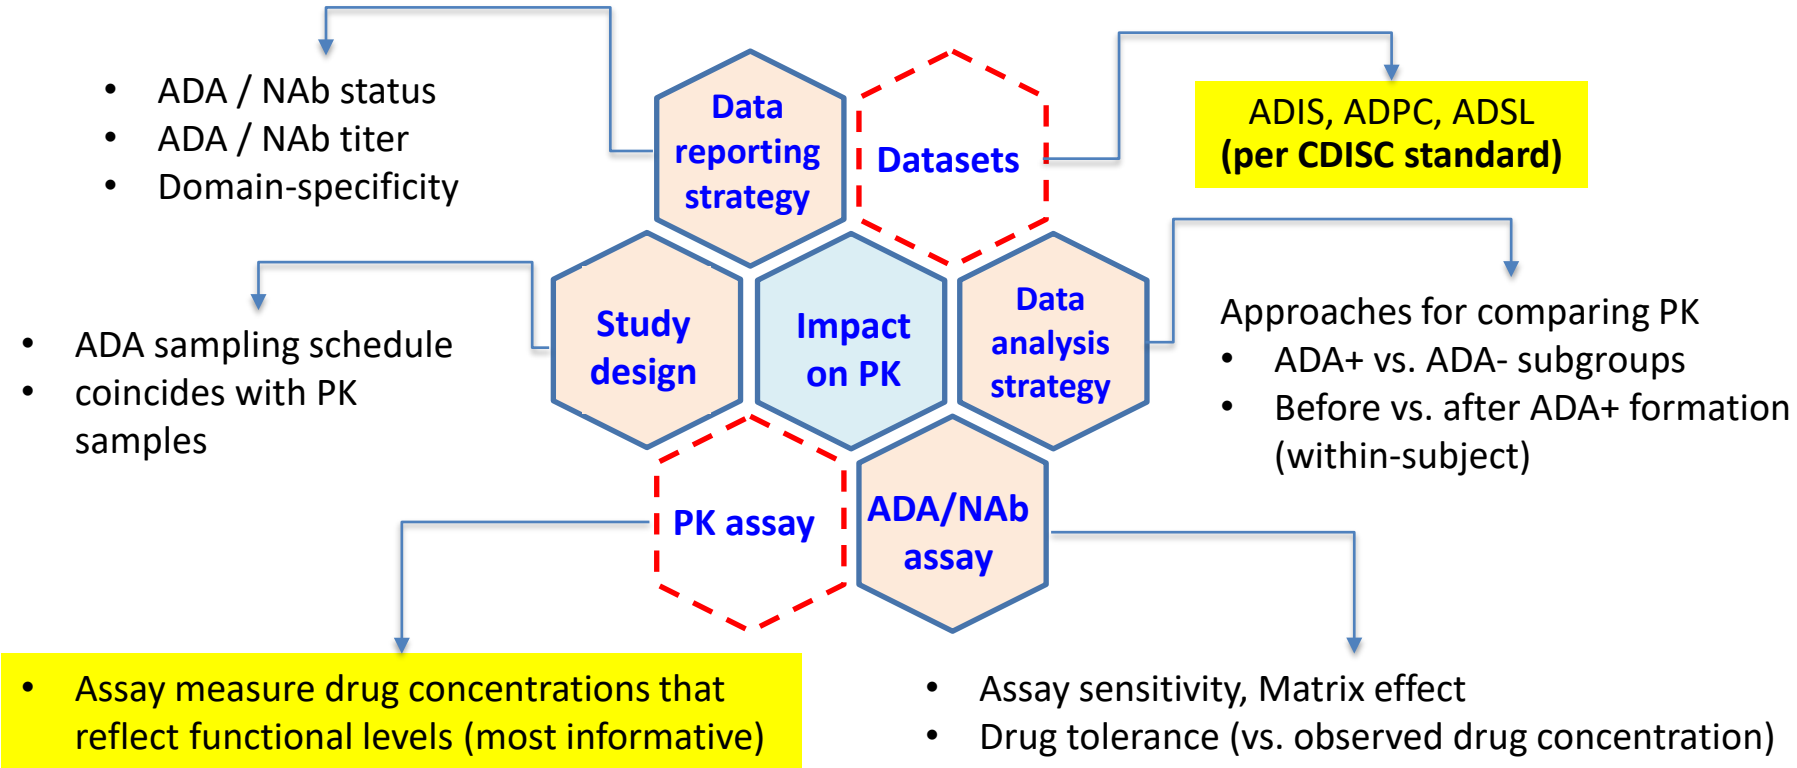 • ADA / NAb status
• ADA / NAb titer
• Domain-specificity
Data
reporting
strategy
Datasets
ADIS, ADPC, ADSL
(per CDISC standard)
• ADA sampling schedule
• coincides with PK
samples
Study
design
Impact
on PK
Data
analysis
strategy
Approaches for comparing PK
• ADA+ vs. ADA- subgroups
• Before vs. after ADA+ formation
(within-subject)
PK assay
ADA/NAb
assay
• Assay measure drug concentrations that
reflect functional levels (most informative)
• Assay sensitivity, Matrix effect
• Drug tolerance (vs. observed drug concentration)